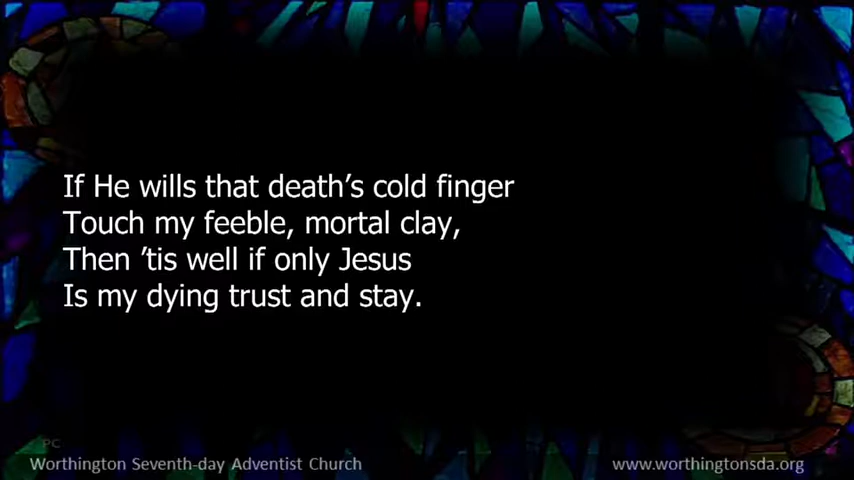 If He wills that death’s cold finger
Touch my feeble, mortal clay,
Then ’tis well if only Jesus
Is my dying trust and stay.
PC
Worthington Seventh-day Adventist Church
www.worthingtonsda.org